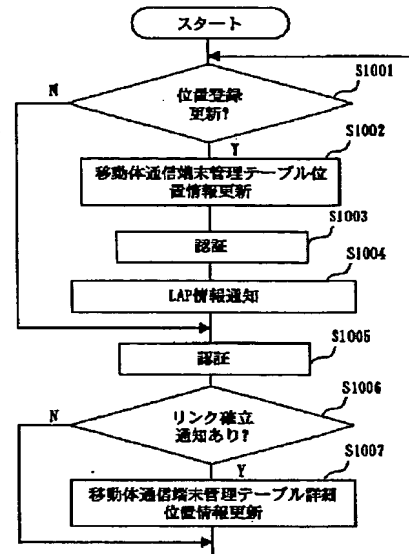 スタート
S1001
N
位置登録
更新?
S1002
Y
移動体通信端末管理テーブル位
置情報更新
S1003
認証
S1004
LAP情報通知
S1005
認証
S1006
N
リンク確立
通知あり?
S1007
Y
移動体通信端末管理テーブル詳細
位置情報更新